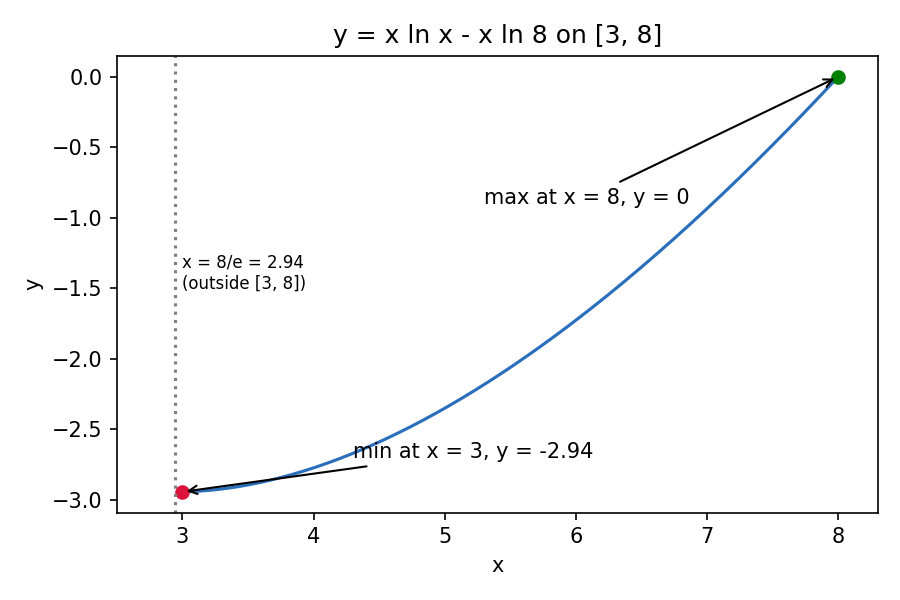 y = x ln x - x ln 8 on [3, 8]
0.0
−0.5
−1.0
−1.5
−2.0
−2.5
−3.0
y
max at x = 8, y = 0
x = 8/e = 2.94
(outside [3, 8])
min at x = 3, y = -2.94
3 4 5 6 7 8
x